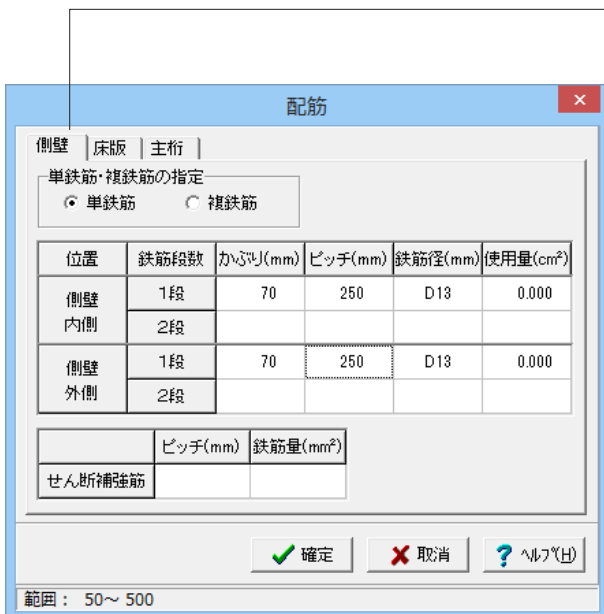 配筋
側壁 床版 主桁
単鉄筋・複鉄筋の指定
単鉄筋 複鉄筋
位置 鉄筋段数 かぶり(mm) ピッチ(mm) 鉄筋径(mm) 使用量(cm²)
側壁内側 1段 70 250 D13 0.000
2段
側壁外側 1段 70 250 D13 0.000
2段
ピッチ(mm) 鉄筋量(mm²)
せん断補強筋
確定 取消 ヘルプ(H)
範囲： 50～ 500